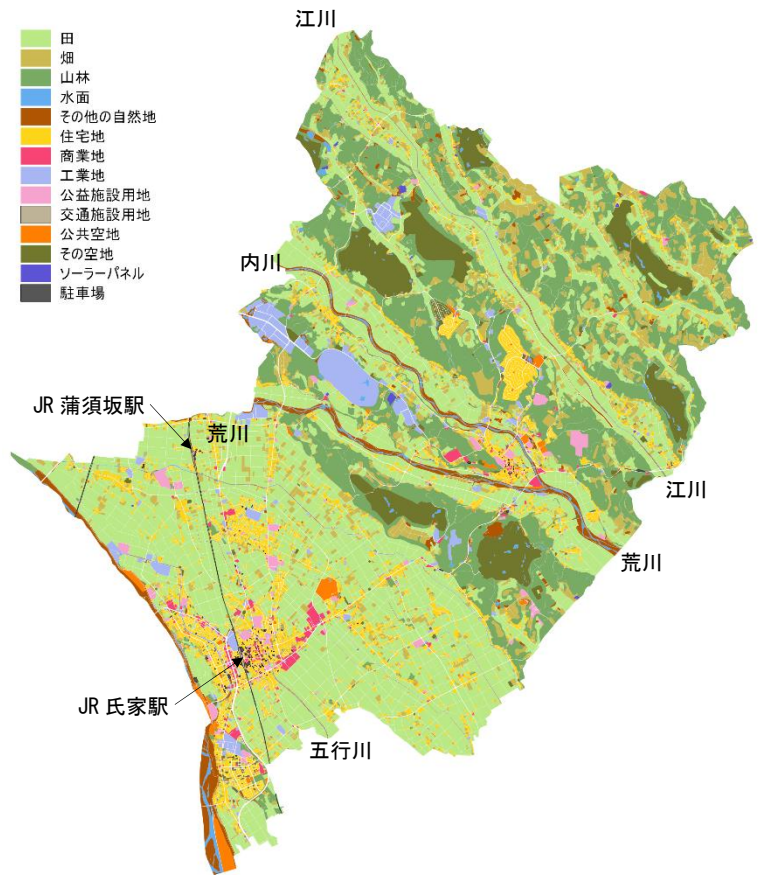 江川
田
畑
山林
水面
その他の自然地
住宅地
商業地
工業地
公益施設用地
交通施設用地
公共空地
その空地
ソーラーパネル
駐車場
内川
JR 蒲須坂駅
荒川
江川
荒川
JR 氏家駅
五行川